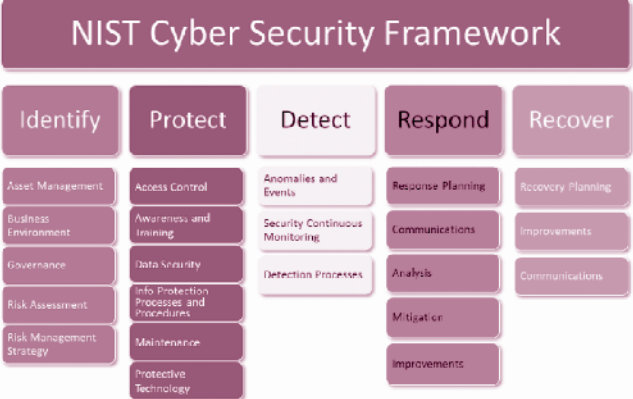 NIST Cyber Security Framework
Identify
Asset Management
Business
Environment
Governance
Risk Assessment
Risk Management
Strategy
Protect
Access Control
Awareness and
Training
Data Security
Info Protection
Processes and
Procedures
Maintenance
Protective
Technology
Detect
Anomalies and
Events
Security Continuous
Monitoring
Detection Processes
Respond
Response Planning
Communications
Analysis
Mitigation
Improvements
Recover
Recovery Planning
Improvements
Communications